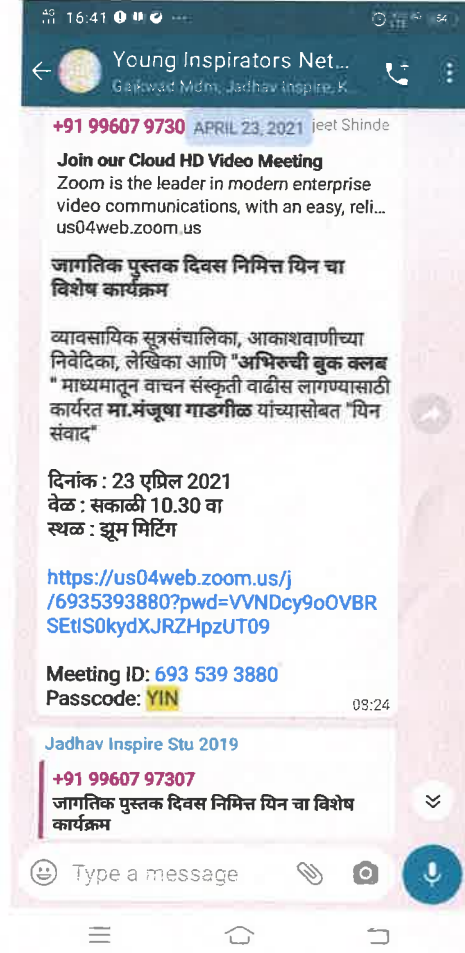 4G 16:41
54
Young Inspirators Net...
Gaikwad Mdm, Jadhav Inspire, K...
+91 99607 9730 APRIL 23, 2021 jeet Shinde
Join our Cloud HD Video Meeting
Zoom is the leader in modern enterprise
video communications, with an easy, reli...
us04web.zoom.us
जागतिक पुस्तक दिवस निमित्त यिन चा
विशेष कार्यक्रम
व्यावसायिक सूत्रसंचालिका, आकाशवाणीच्या
निवेदिका, लेखिका आणि "अभिरुची बुक क्लब
" माध्यमातून वाचन संस्कृती वाढीस लागण्यासाठी
कार्यरत मा.मंजूषा गाडगीळ यांच्यासोबत "यिन
संवाद"
दिनांक : 23 एप्रिल 2021
वेळ : सकाळी 10.30 वा
स्थळ : झूम मिटिंग
https://us04web.zoom.us/j
/6935393880?pwd=VVNDcy9oOVBR
SEtIS0kydXJRZHpzUT09
Meeting ID: 693 539 3880
Passcode: YIN
08:24
Jadhav Inspire Stu 2019
+91 99607 97307
जागतिक पुस्तक दिवस निमित्त यिन चा विशेष
कार्यक्रम
Type a message